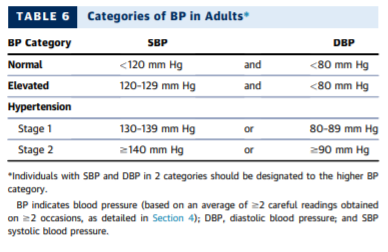 TABLE 6 Categories of BP in Adults*
BP Category SBP DBP
Normal <120 mm Hg and <80 mm Hg
Elevated 120-129 mm Hg and <80 mm Hg
Hypertension
Stage 1 130-139 mm Hg or 80-89 mm Hg
Stage 2 ≥140 mm Hg or ≥90 mm Hg
*Individuals with SBP and DBP in 2 categories should be designated to the higher BP
category.
BP indicates blood pressure (based on an average of ≥2 careful readings obtained
on ≥2 occasions, as detailed in Section 4); DBP, diastolic blood pressure; and SBP
systolic blood pressure.